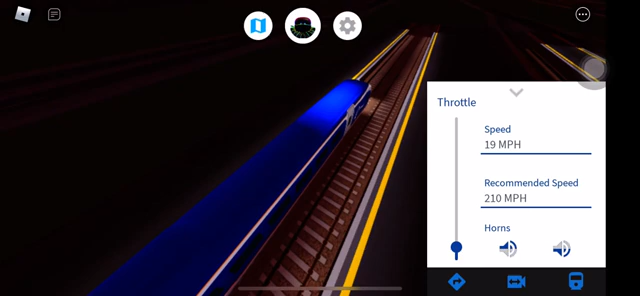 Throttle
Speed
19 MPH
Recommended Speed
210 MPH
Horns